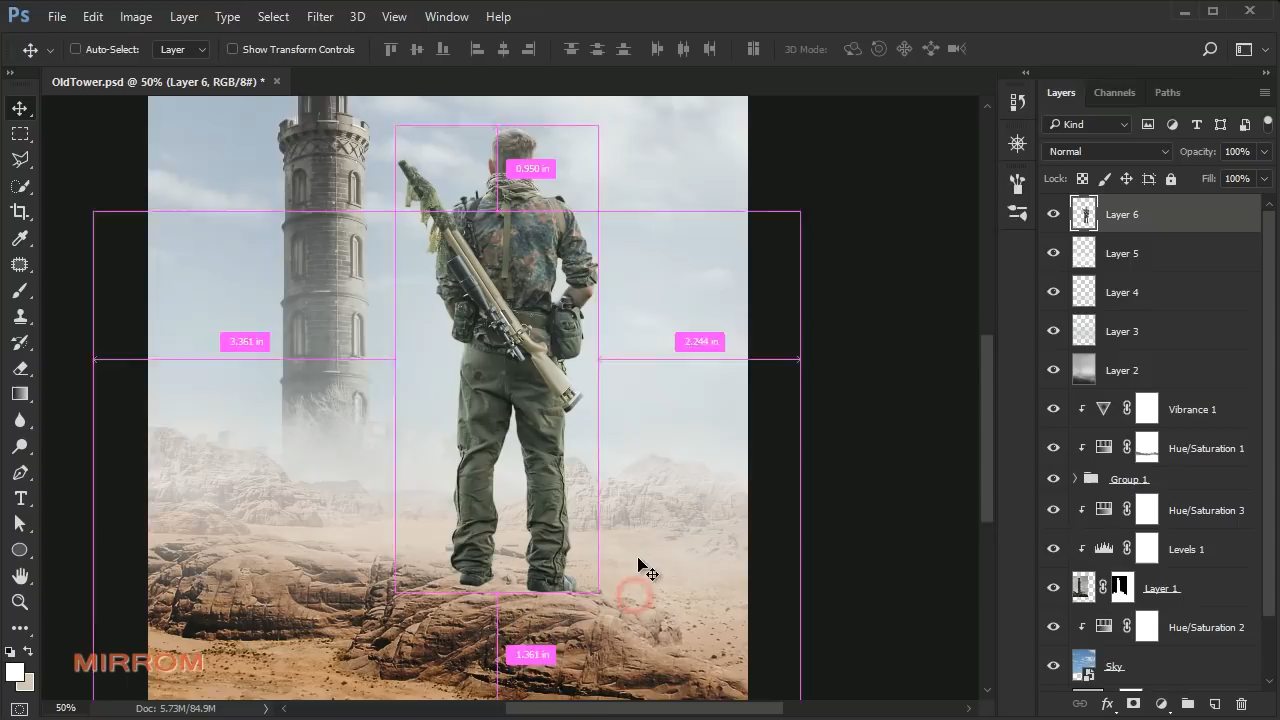 Ps File Edit Image Layer Type Select Filter 3D View Window Help
Auto-Select: Layer Show Transform Controls 3D Mode:
OldTower.psd @ 50% (Layer 6, RGB/8#) * ×
Layers Channels Paths
Kind
Normal Opacity: 100%
Lock: Fill: 100%
Layer 6
Layer 5
Layer 4
Layer 3
Layer 2
Vibrance 1
Hue/Saturation 1
Group 1
Hue/Saturation 3
Levels 1
Layer 1
Hue/Saturation 2
Sky
0.950 in
3.361 in
2.244 in
1.361 in
MIRROM
50% Doc: 5.73M/84.9M